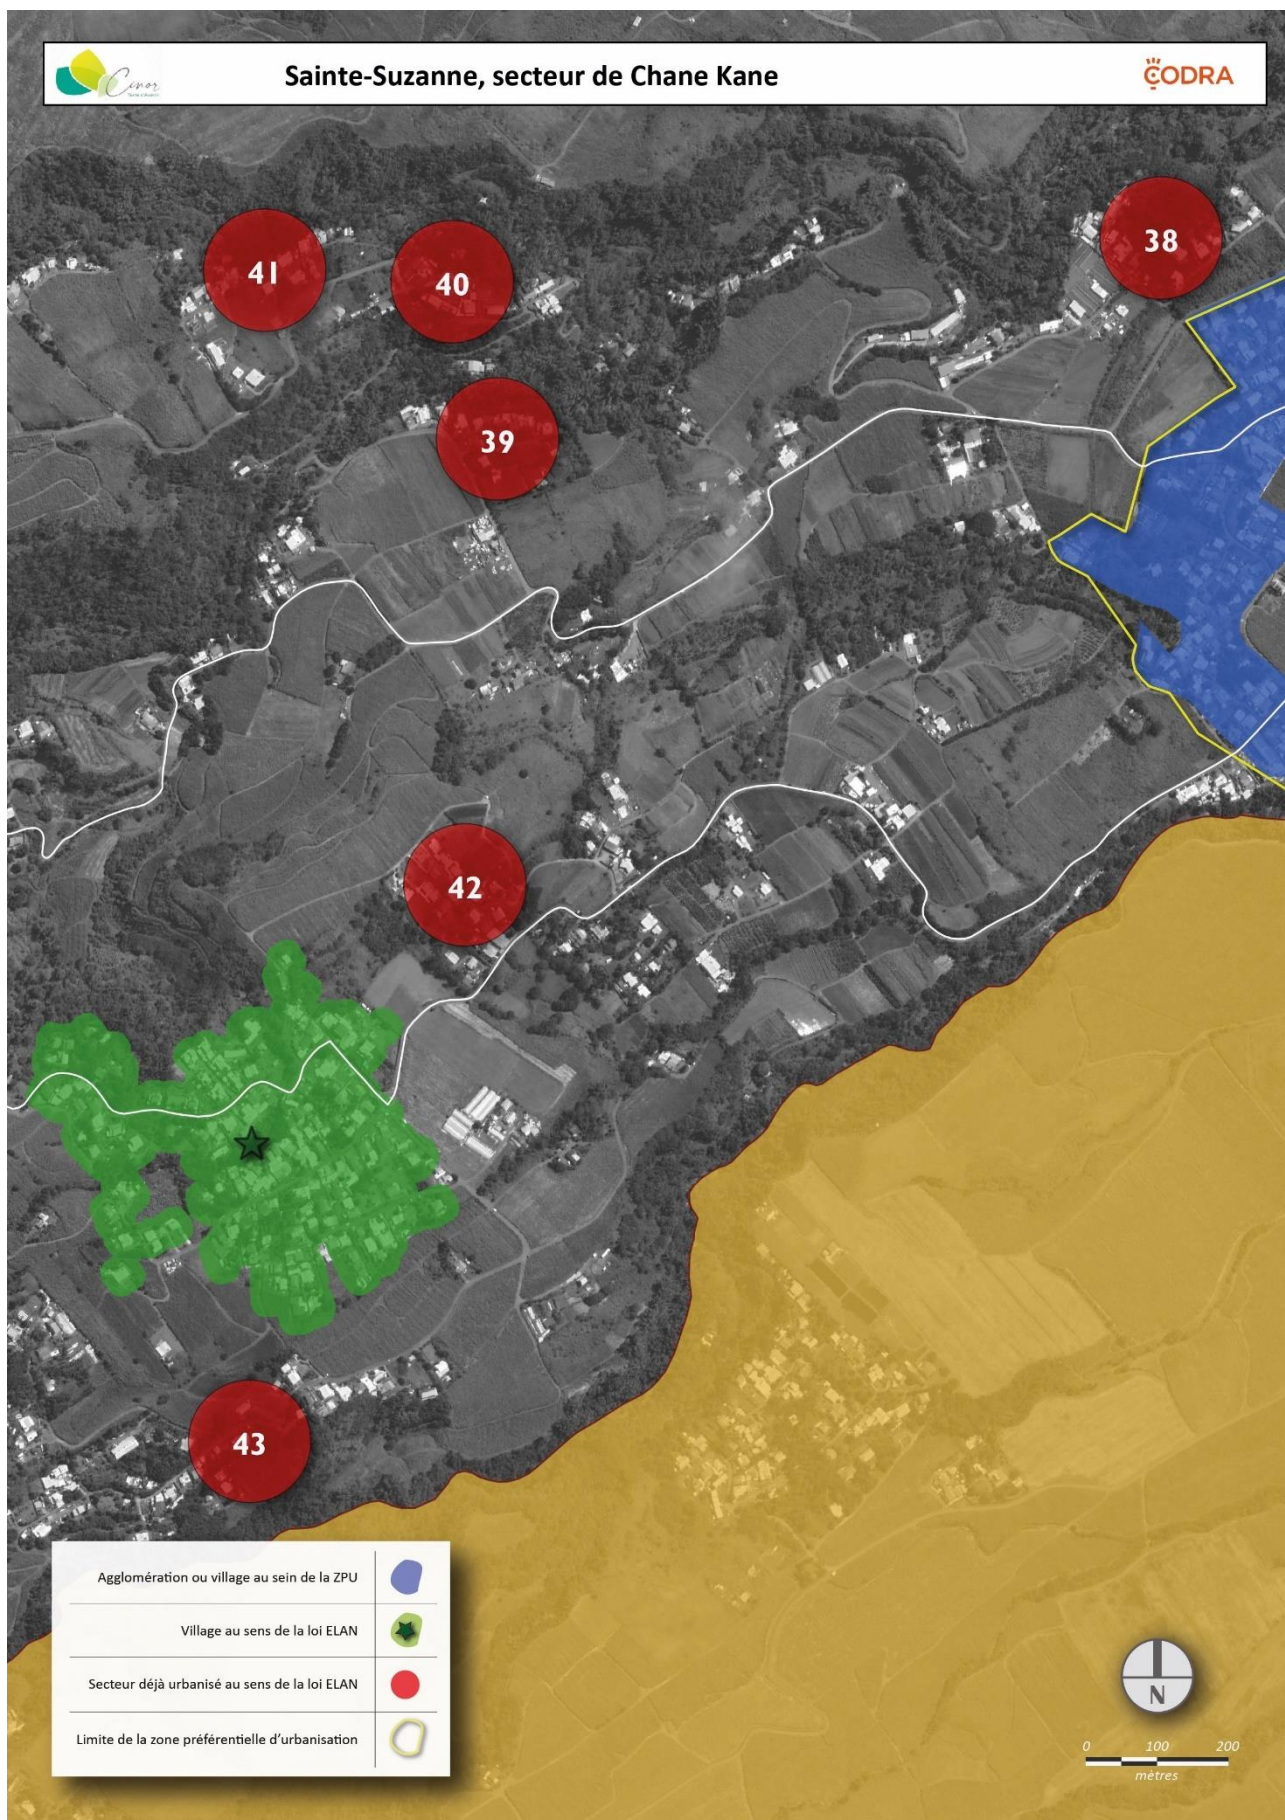 Cinor
Sainte-Suzanne, secteur de Chane Kane
CODRA
38
41
40
39
42
43
Agglomération ou village au sein de la ZPU
Village au sens de la loi ELAN
Secteur déjà urbanisé au sens de la loi ELAN
Limite de la zone préférentielle d'urbanisation
N
0 100 200
mètres